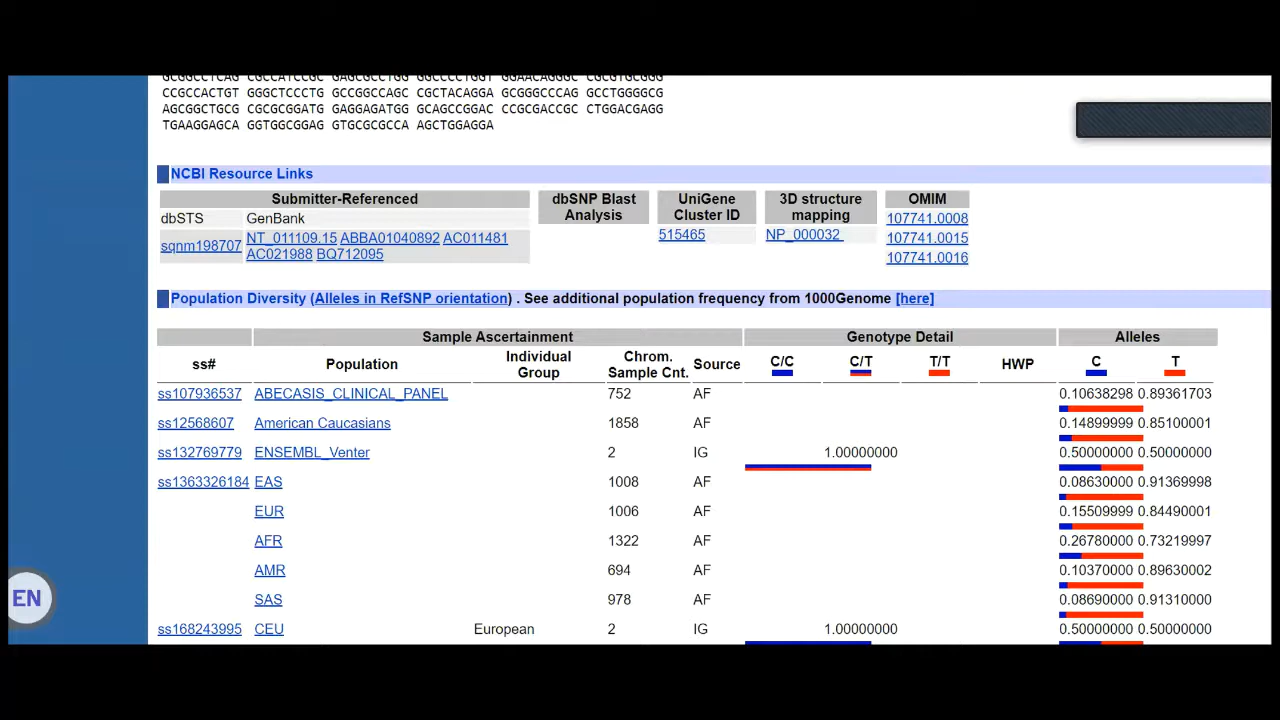 GCGGCCTCAG CGCCATCCGC GAGCGCCTGG GGCCCCTGGT GGAACAGGGC CGCGTGCGGG
CCGCCACTGT GGGCTCCCTG GCCGGCCAGC CGCTACAGGA GCGGGCCCAG GCCTGGGGCG
AGCGGCTGCG CGCGCGGATG GAGGAGATGG GCAGCCGGAC CCGCGACCGC CTGGACGAGG
TGAAGGAGCA GGTGGCGGAG GTGCGCGCCA AGCTGGAGGA
NCBI Resource Links
Submitter-Referenced dbSNP Blast Analysis UniGene Cluster ID 3D structure mapping OMIM
dbSTS GenBank 107741.0008
sqnm198707 NT_011109.15 ABBA01040892 AC011481 515465 NP_000032 107741.0015
AC021988 BQ712095 107741.0016
Population Diversity (Alleles in RefSNP orientation) . See additional population frequency from 1000Genome [here]
Sample Ascertainment Genotype Detail Alleles
ss# Population Individual Group Chrom. Sample Cnt. Source C/C C/T T/T HWP C T
ss107936537 ABECASIS_CLINICAL_PANEL 752 AF 0.10638298 0.89361703
ss12568607 American Caucasians 1858 AF 0.14899999 0.85100001
ss132769779 ENSEMBL_Venter 2 IG 1.00000000 0.50000000 0.50000000
ss1363326184 EAS 1008 AF 0.08630000 0.91369998
EUR 1006 AF 0.15509999 0.84490001
AFR 1322 AF 0.26780000 0.73219997
AMR 694 AF 0.10370000 0.89630002
SAS 978 AF 0.08690000 0.91310000
ss168243995 CEU European 2 IG 1.00000000 0.50000000 0.50000000
EN